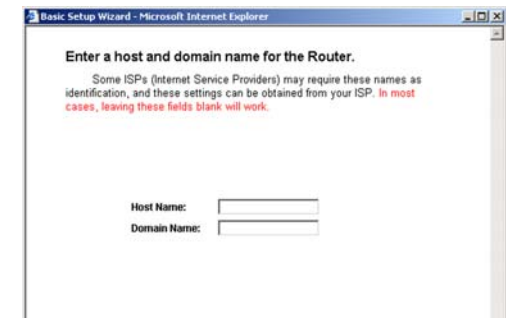 Basic Setup Wizard - Microsoft Internet Explorer
Enter a host and domain name for the Router.
Some ISPs (Internet Service Providers) may require these names as
identification, and these settings can be obtained from your ISP. In most
cases, leaving these fields blank will work.
Host Name:
Domain Name: